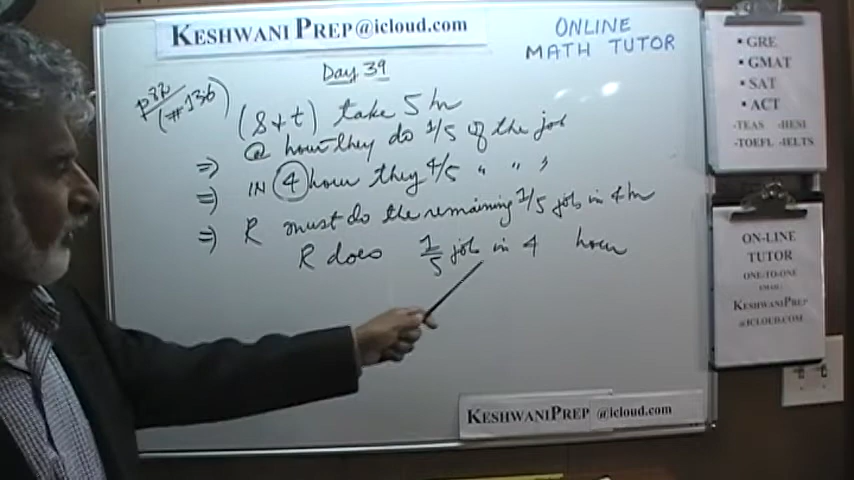 KESHWANI PREP@icloud.com
ONLINE
MATH TUTOR
Day 39
P32
(#136)
(S+t) take 5 hr
⇒ @ hour they do 1/5 of the job
⇒ IN 4 hour they 4/5 " " "
⇒ R must do the remaining 1/5 job in 4 hr
R does 1/5 job in 4 hour
• GRE
• GMAT
• SAT
• ACT
-TEAS -HESI
-TOEFL -IELTS
ON-LINE
TUTOR
ONE-TO-ONE
EMAIL:
KESHWANIPREP
@ICLOUD.COM
KESHWANIPREP @icloud.com